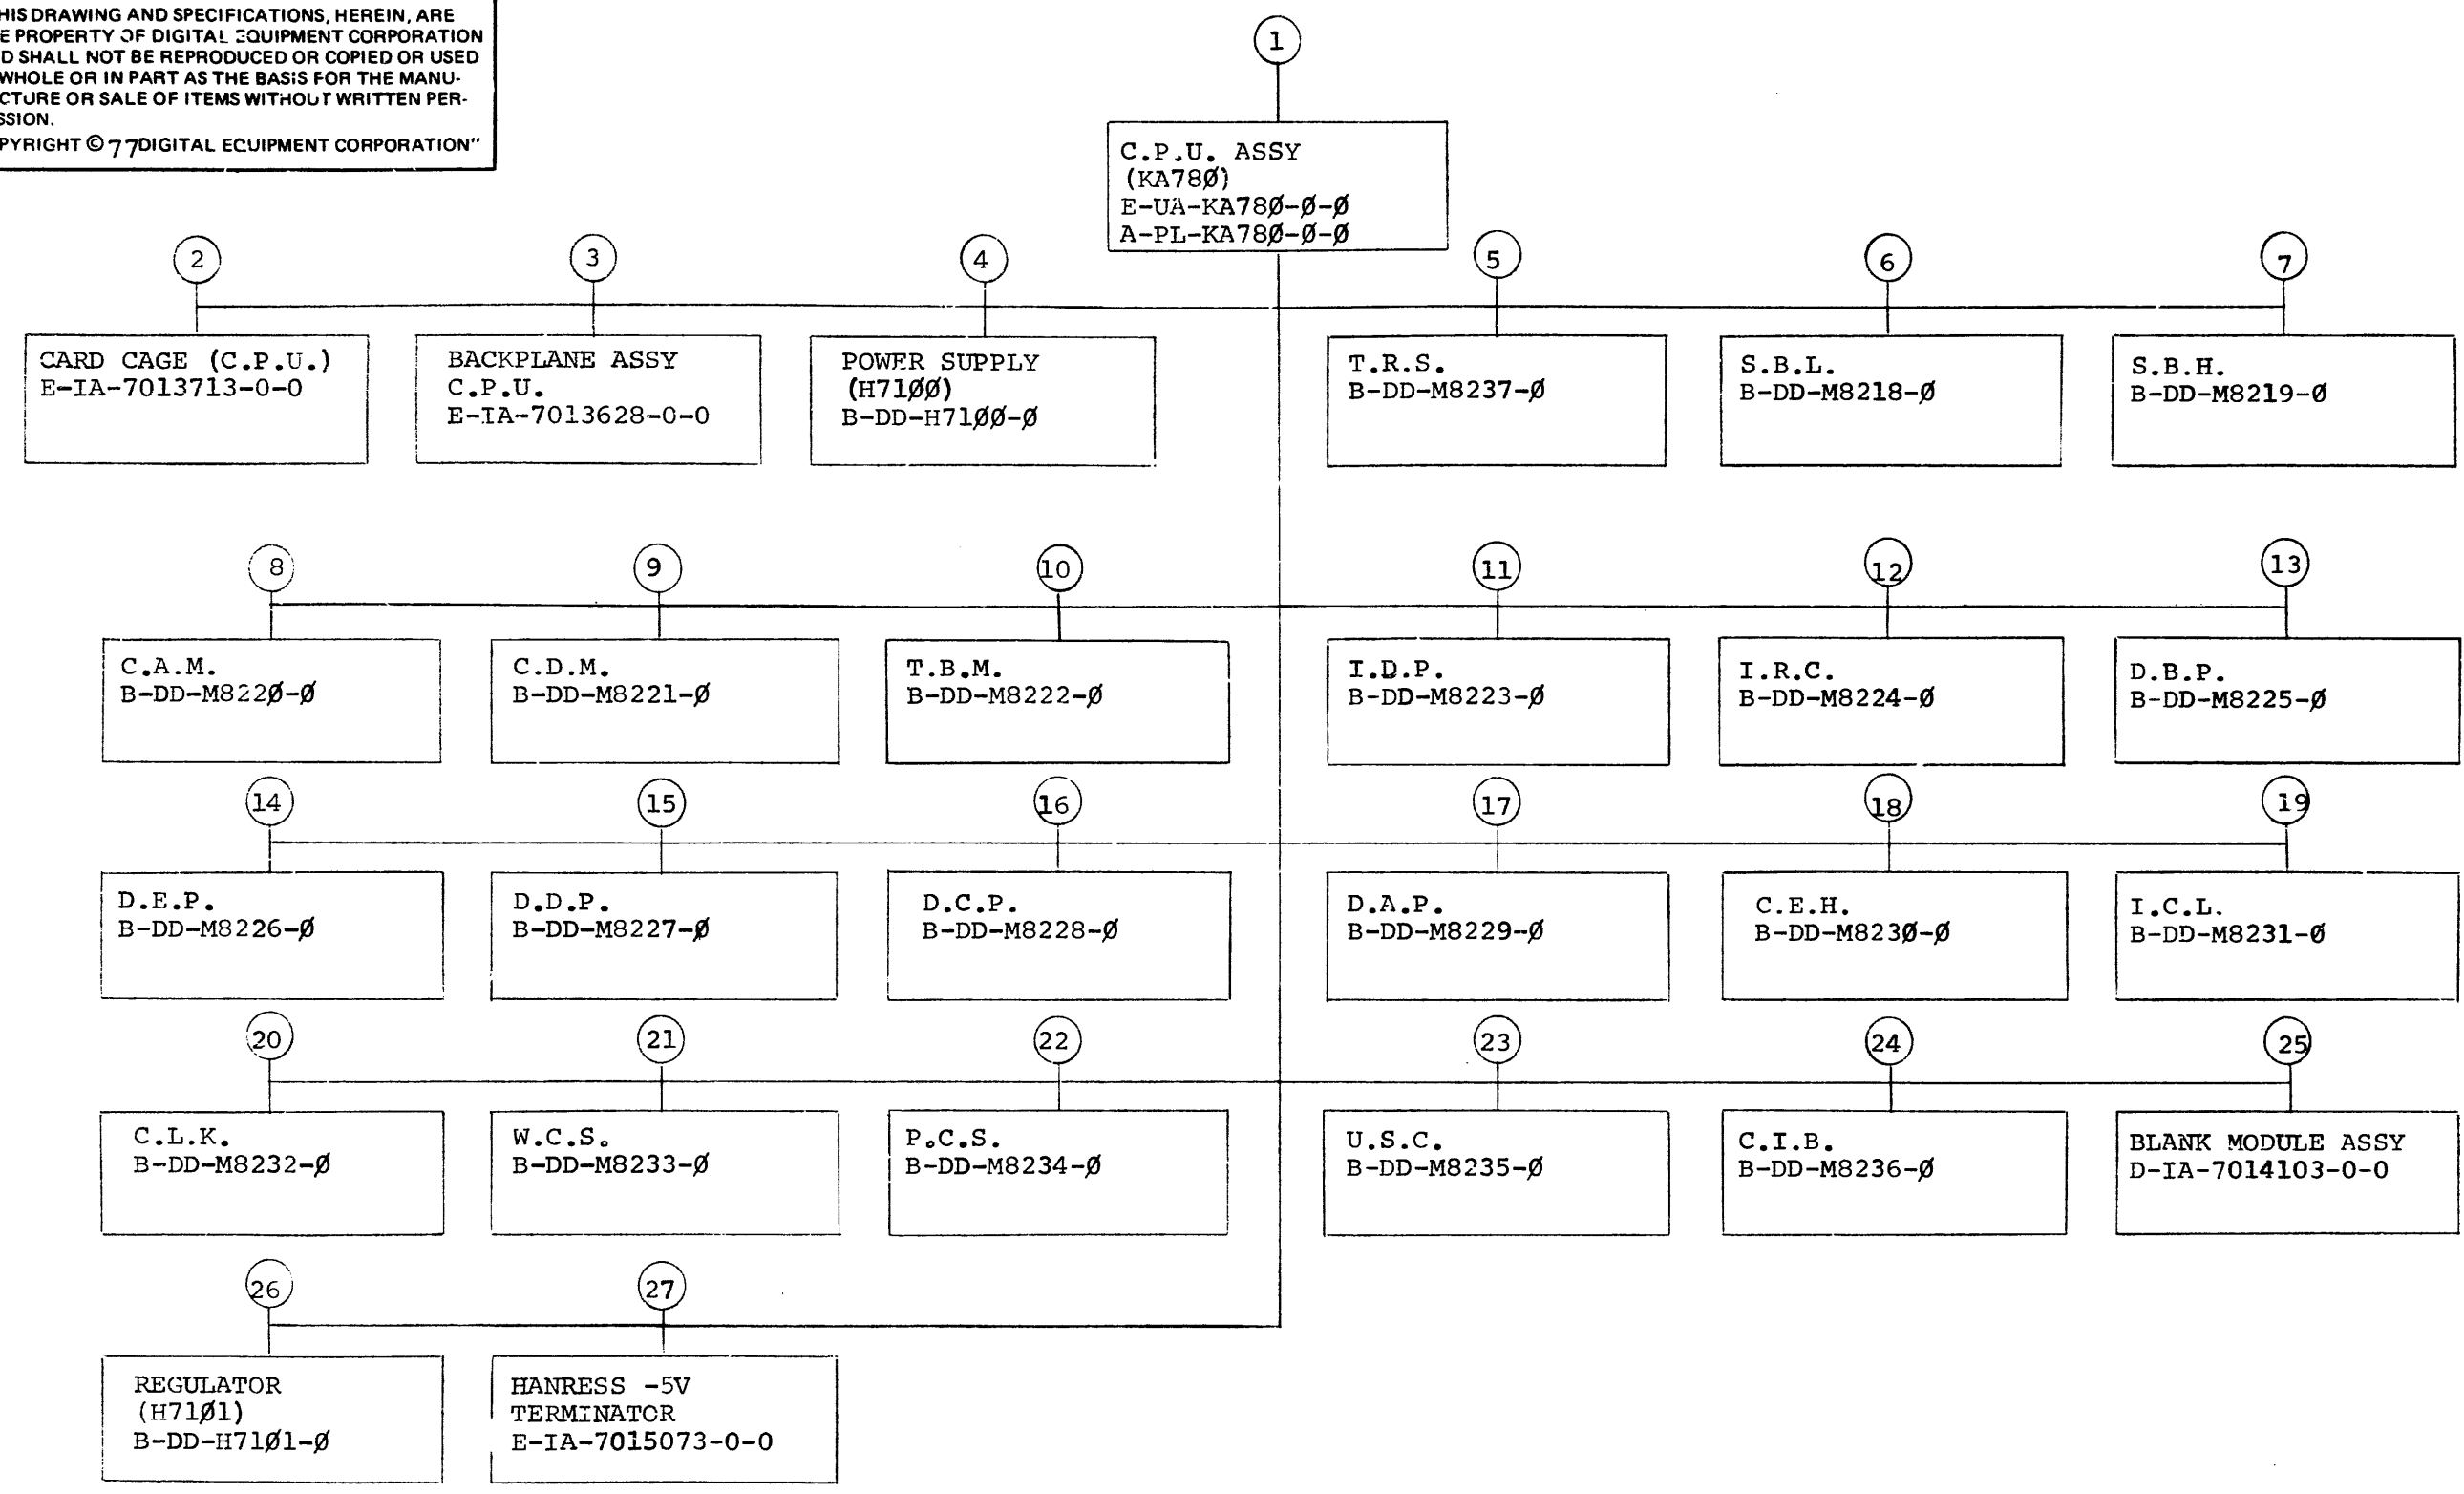 HIS DRAWING AND SPECIFICATIONS, HEREIN, ARE
E PROPERTY OF DIGITAL EQUIPMENT CORPORATION
D SHALL NOT BE REPRODUCED OR COPIED OR USED
WHOLE OR IN PART AS THE BASIS FOR THE MANU-
CTURE OR SALE OF ITEMS WITHOUT WRITTEN PER-
SSION.
PYRIGHT © 77 DIGITAL EQUIPMENT CORPORATION"
1
C.P.U. ASSY
(KA78Ø)
E-UA-KA78Ø-Ø-Ø
A-PL-KA78Ø-Ø-Ø
2
CARD CAGE (C.P.U.)
E-IA-7013713-0-0
3
BACKPLANE ASSY
C.P.U.
E-IA-7013628-0-0
4
POWER SUPPLY
(H71ØØ)
B-DD-H71ØØ-Ø
5
T.R.S.
B-DD-M8237-Ø
6
S.B.L.
B-DD-M8218-Ø
7
S.B.H.
B-DD-M8219-Ø
8
C.A.M.
B-DD-M822Ø-Ø
9
C.D.M.
B-DD-M8221-Ø
10
T.B.M.
B-DD-M8222-Ø
11
I.D.P.
B-DD-M8223-Ø
12
I.R.C.
B-DD-M8224-Ø
13
D.B.P.
B-DD-M8225-Ø
14
D.E.P.
B-DD-M8226-Ø
15
D.D.P.
B-DD-M8227-Ø
16
D.C.P.
B-DD-M8228-Ø
17
D.A.P.
B-DD-M8229-Ø
18
C.E.H.
B-DD-M823Ø-Ø
19
I.C.L.
B-DD-M8231-Ø
20
C.L.K.
B-DD-M8232-Ø
21
W.C.S.
B-DD-M8233-Ø
22
P.C.S.
B-DD-M8234-Ø
23
U.S.C.
B-DD-M8235-Ø
24
C.I.B.
B-DD-M8236-Ø
25
BLANK MODULE ASSY
D-IA-7014103-0-0
26
REGULATOR
(H71Ø1)
B-DD-H71Ø1-Ø
27
HANRESS -5V
TERMINATOR
E-IA-7015073-0-0